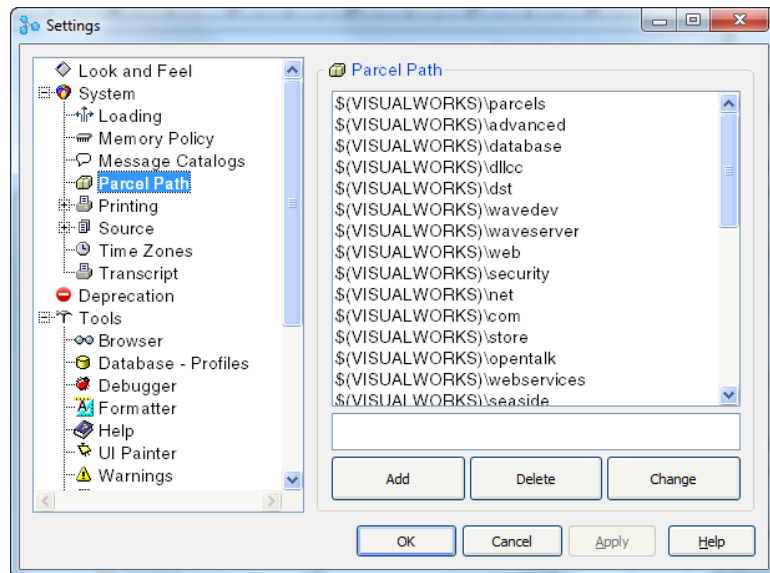 Settings
Look and Feel
System
Loading
Memory Policy
Message Catalogs
Parcel Path
Printing
Source
Time Zones
Transcript
Deprecation
Tools
Browser
Database - Profiles
Debugger
Formatter
Help
UI Painter
Warnings
Parcel Path
$(VISUALWORKS)\parcels
$(VISUALWORKS)\advanced
$(VISUALWORKS)\database
$(VISUALWORKS)\dllcc
$(VISUALWORKS)\dst
$(VISUALWORKS)\wavedev
$(VISUALWORKS)\waveserver
$(VISUALWORKS)\web
$(VISUALWORKS)\security
$(VISUALWORKS)\net
$(VISUALWORKS)\com
$(VISUALWORKS)\store
$(VISUALWORKS)\opentalk
$(VISUALWORKS)\webservices
$(VISUALWORKS)\seaside
Add Delete Change
OK Cancel Apply Help